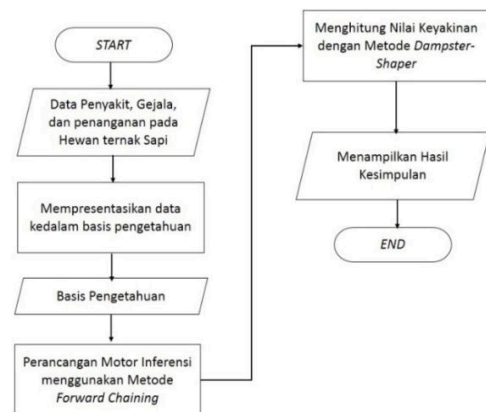 START
Data Penyakit, Gejala,
dan penanganan pada
Hewan ternak Sapi
Mempresentasikan data
kedalam basis pengetahuan
Basis Pengetahuan
Perancangan Motor Inferensi
menggunakan Metode
Forward Chaining
Menghitung Nilai Keyakinan
dengan Metode Dampster-
Shaper
Menampilkan Hasil
Kesimpulan
END